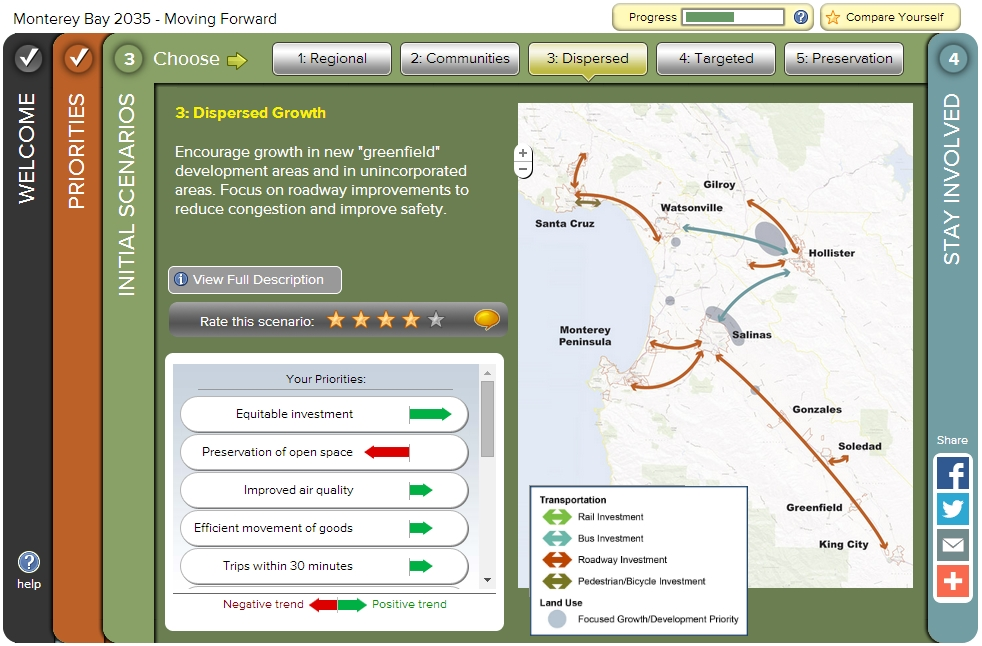 Monterey Bay 2035 - Moving Forward
Progress
?
Compare Yourself
WELCOME
?
help
PRIORITIES
3
INITIAL SCENARIOS
Choose
1: Regional
2: Communities
3: Dispersed
4: Targeted
5: Preservation
3: Dispersed Growth
Encourage growth in new "greenfield"
development areas and in unincorporated
areas. Focus on roadway improvements to
reduce congestion and improve safety.
i View Full Description
Rate this scenario:
Your Priorities:
Equitable investment
Preservation of open space
Improved air quality
Efficient movement of goods
Trips within 30 minutes
Negative trend
Positive trend
+
−
Gilroy
Watsonville
Santa Cruz
Hollister
Monterey
Peninsula
Salinas
Gonzales
Soledad
Greenfield
King City
Transportation
Rail Investment
Bus Investment
Roadway Investment
Pedestrian/Bicycle Investment
Land Use
Focused Growth/Development Priority
4
STAY INVOLVED
Share
f
+